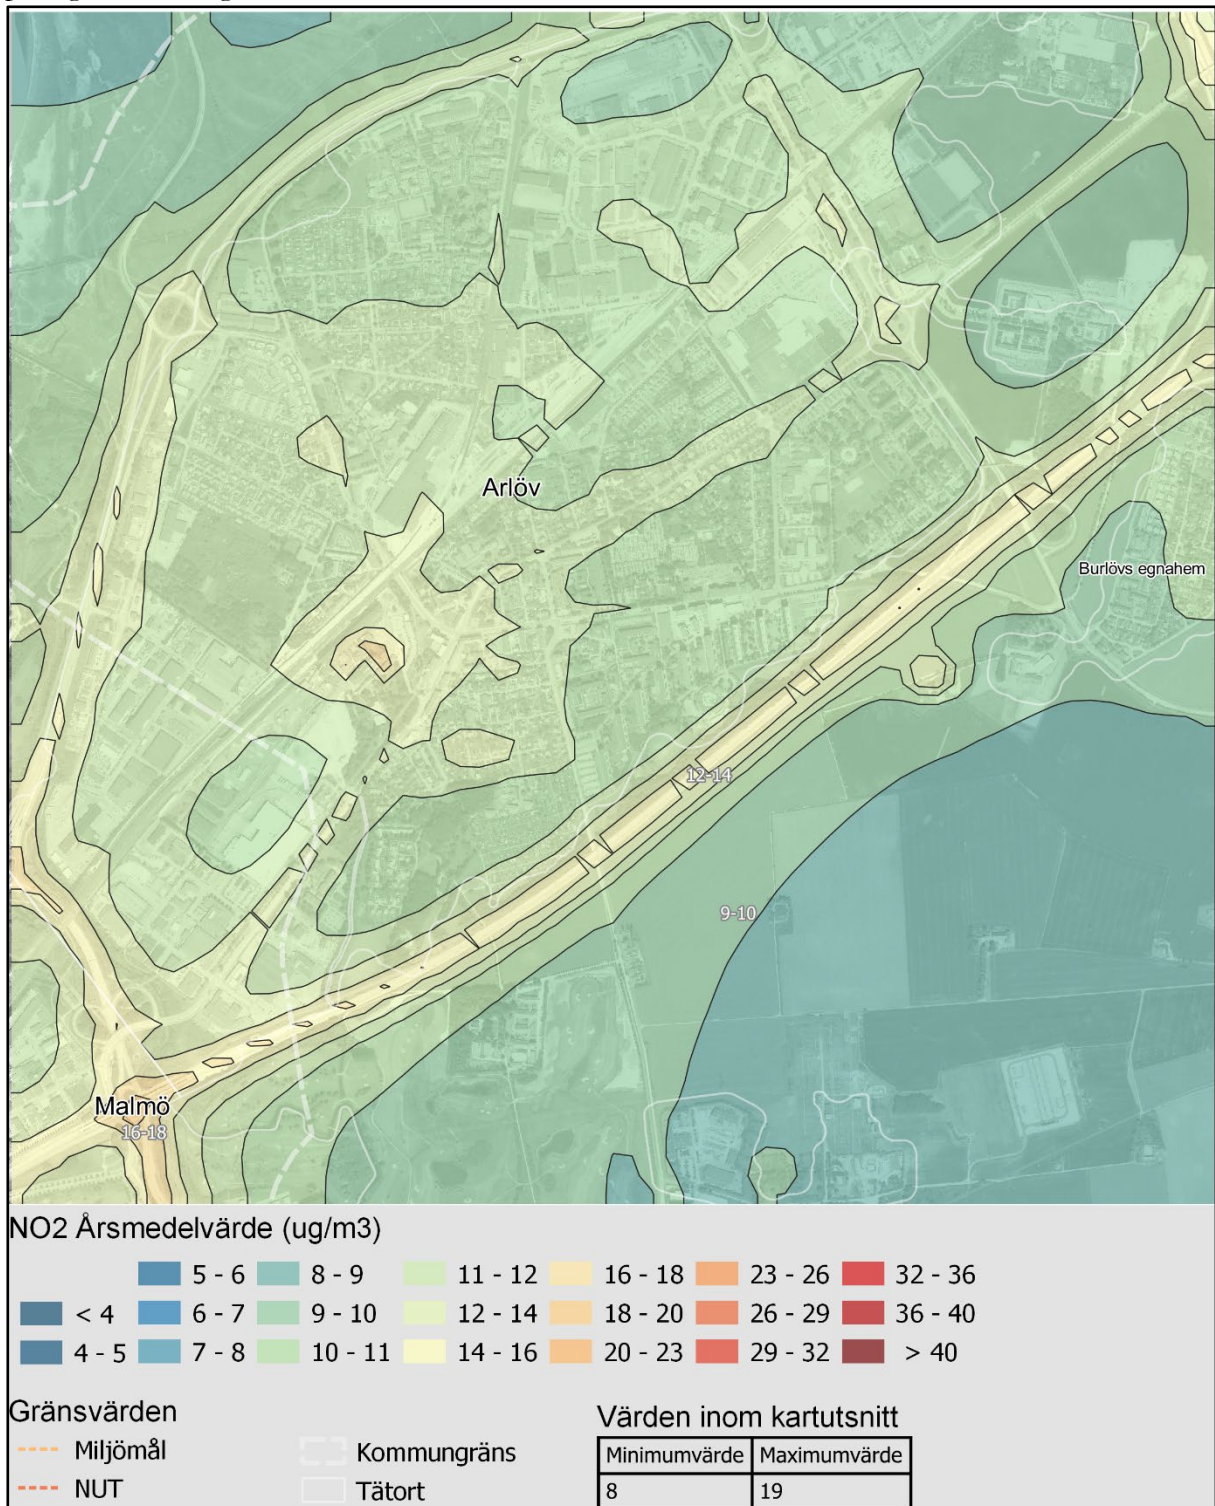 Arlöv
Burlövs egnahem
12-14
9-10
Malmö
16-18
NO2 Årsmedelvärde (ug/m3)
5 - 6 8 - 9 11 - 12 16 - 18 23 - 26 32 - 36
< 4 6 - 7 9 - 10 12 - 14 18 - 20 26 - 29 36 - 40
4 - 5 7 - 8 10 - 11 14 - 16 20 - 23 29 - 32 > 40
Gränsvärden
Miljömål
NUT
Kommungräns
Tätort
Värden inom kartutsnitt
Minimumvärde Maximumvärde
8 19